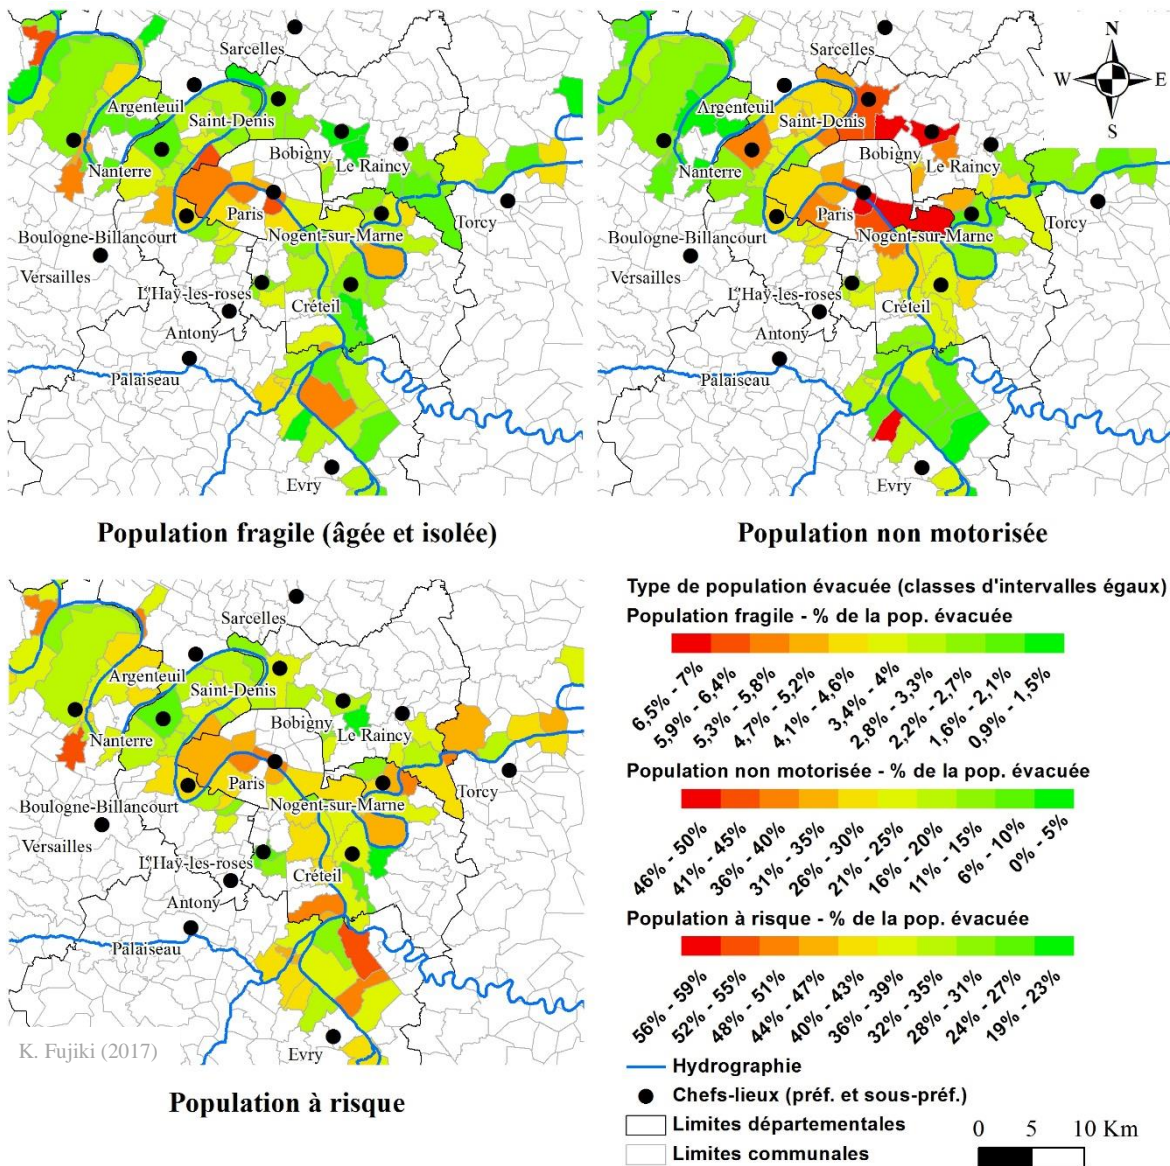 Sarcelles
Argenteuil
Saint-Denis
Bobigny
Le Raincy
Nanterre
Paris
Torcy
Boulogne-Billancourt
Nogent-sur-Marne
Versailles
L'Haÿ-les-roses
Créteil
Antony
Palaiseau
Evry
Population fragile (âgée et isolée)
N
W E
S
Sarcelles
Argenteuil
Saint-Denis
Bobigny
Le Raincy
Nanterre
Paris
Torcy
Boulogne-Billancourt
Nogent-sur-Marne
Versailles
L'Haÿ-les-roses
Créteil
Antony
Palaiseau
Evry
Population non motorisée
Sarcelles
Argenteuil
Saint-Denis
Bobigny
Le Raincy
Nanterre
Paris
Torcy
Boulogne-Billancourt
Nogent-sur-Marne
Versailles
L'Haÿ-les-roses
Créteil
Antony
Palaiseau
K. Fujiki (2017)
Evry
Population à risque
Type de population évacuée (classes d'intervalles égaux)
Population fragile - % de la pop. évacuée
6,5% - 7%
5,9% - 6,4%
5,3% - 5,8%
4,7% - 5,2%
4,1% - 4,6%
3,4% - 4%
2,8% - 3,3%
2,2% - 2,7%
1,6% - 2,1%
0,9% - 1,5%
Population non motorisée - % de la pop. évacuée
46% - 50%
41% - 45%
36% - 40%
31% - 35%
26% - 30%
21% - 25%
16% - 20%
11% - 15%
6% - 10%
0% - 5%
Population à risque - % de la pop. évacuée
56% - 59%
52% - 55%
48% - 51%
44% - 47%
40% - 43%
36% - 39%
32% - 35%
28% - 31%
24% - 27%
19% - 23%
Hydrographie
Chefs-lieux (préf. et sous-préf.)
Limites départementales
Limites communales
0 5 10 Km